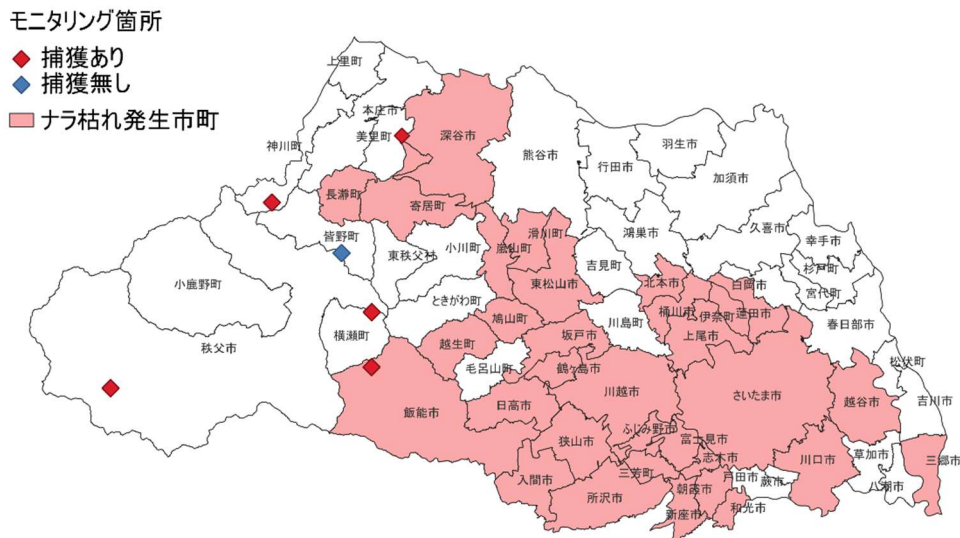 モニタリング箇所
捕獲あり
捕獲無し
ナラ枯れ発生市町
上里町
本庄市
美里町
神川町
深谷市
熊谷市
行田市
羽生市
加須市
長瀞町
寄居町
皆野町
東秩父村
小川町
嵐山町
滑川町
吉見町
鴻巣市
久喜市
幸手市
杉戸町
宮代町
白岡市
小鹿野町
ときがわ町
東松山市
北本市
桶川市
伊奈町
蓮田市
春日部市
秩父市
横瀬町
鳩山町
川島町
上尾市
越生町
坂戸市
毛呂山町
鶴ヶ島市
松伏町
飯能市
日高市
川越市
さいたま市
越谷市
吉川市
狭山市
ふじみ野市
富士見市
志木市
川口市
草加市
三郷市
入間市
三芳町
所沢市
朝霞市
戸田市
蕨市
八潮市
新座市
和光市